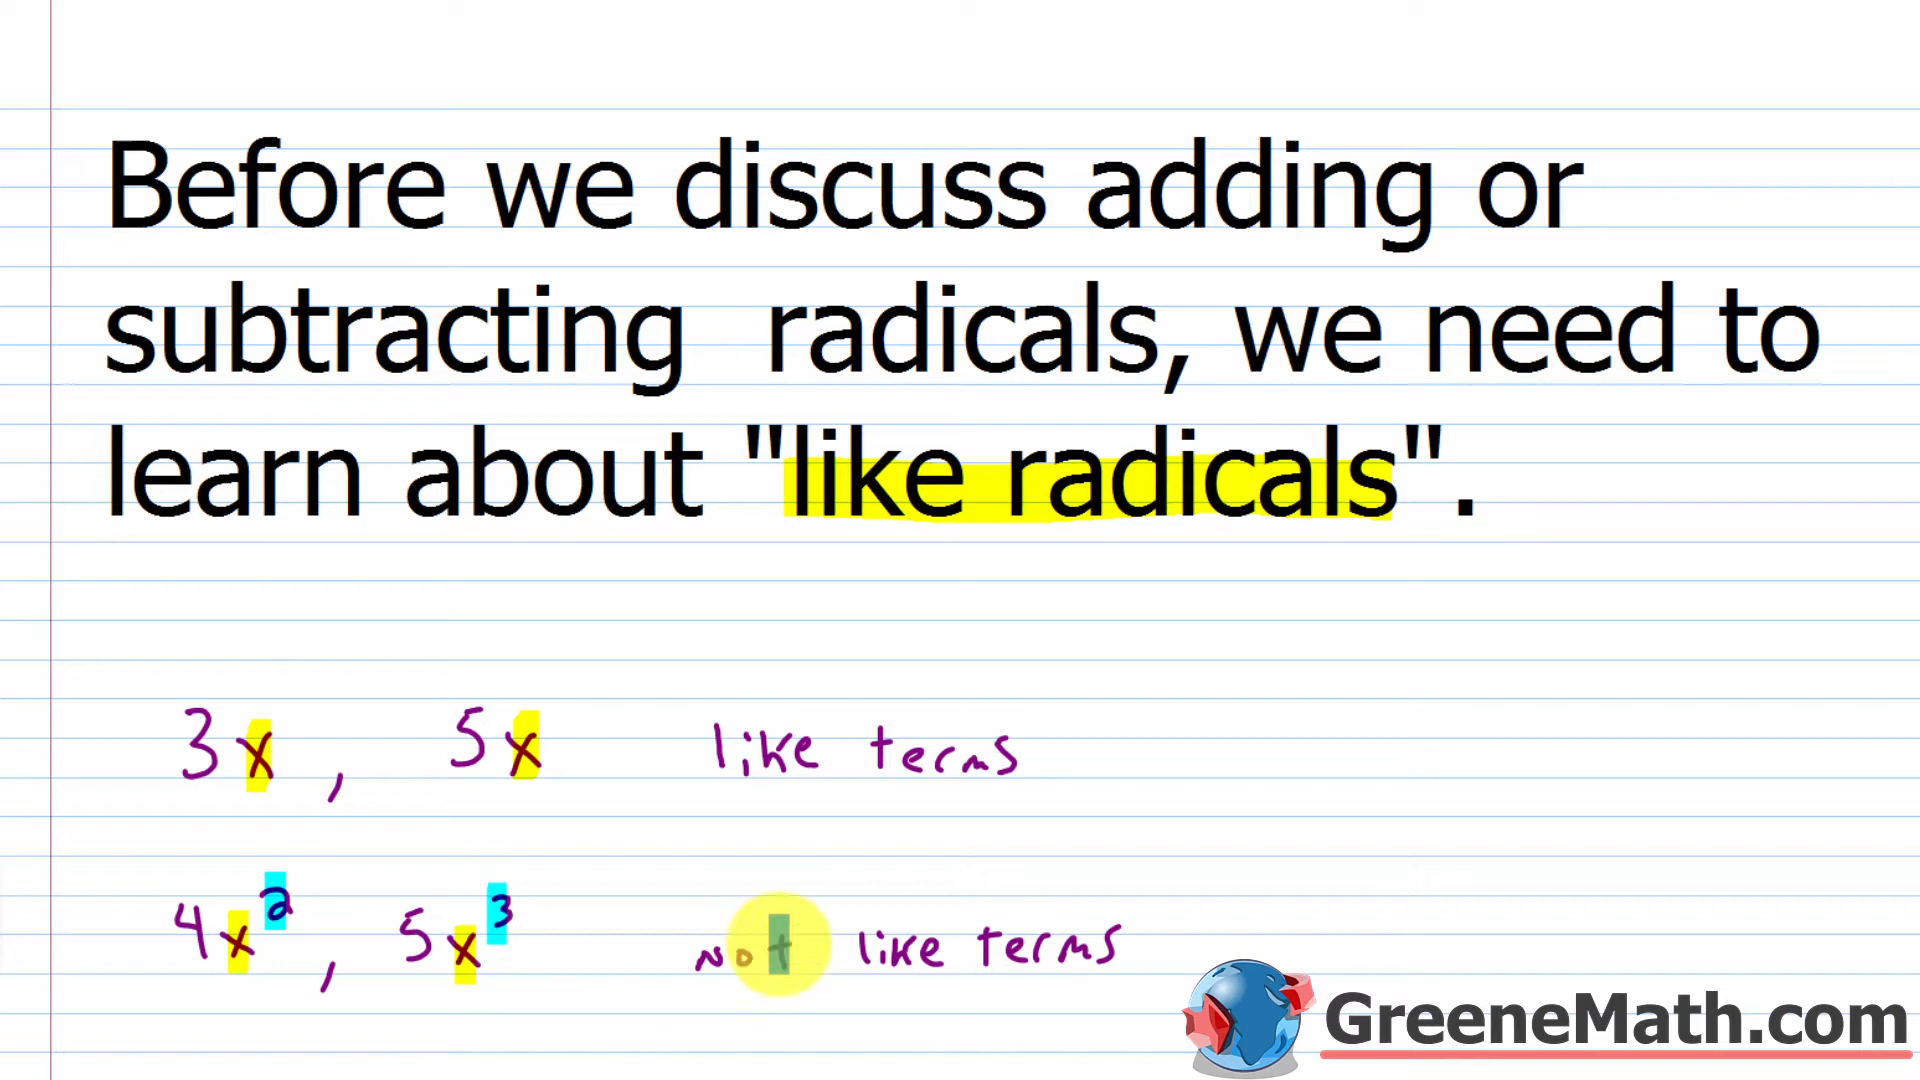 Before we discuss adding or
subtracting  radicals, we need to
learn about "like radicals".
3x , 5x like terms
4x², 5x³ not like terms
GreeneMath.com